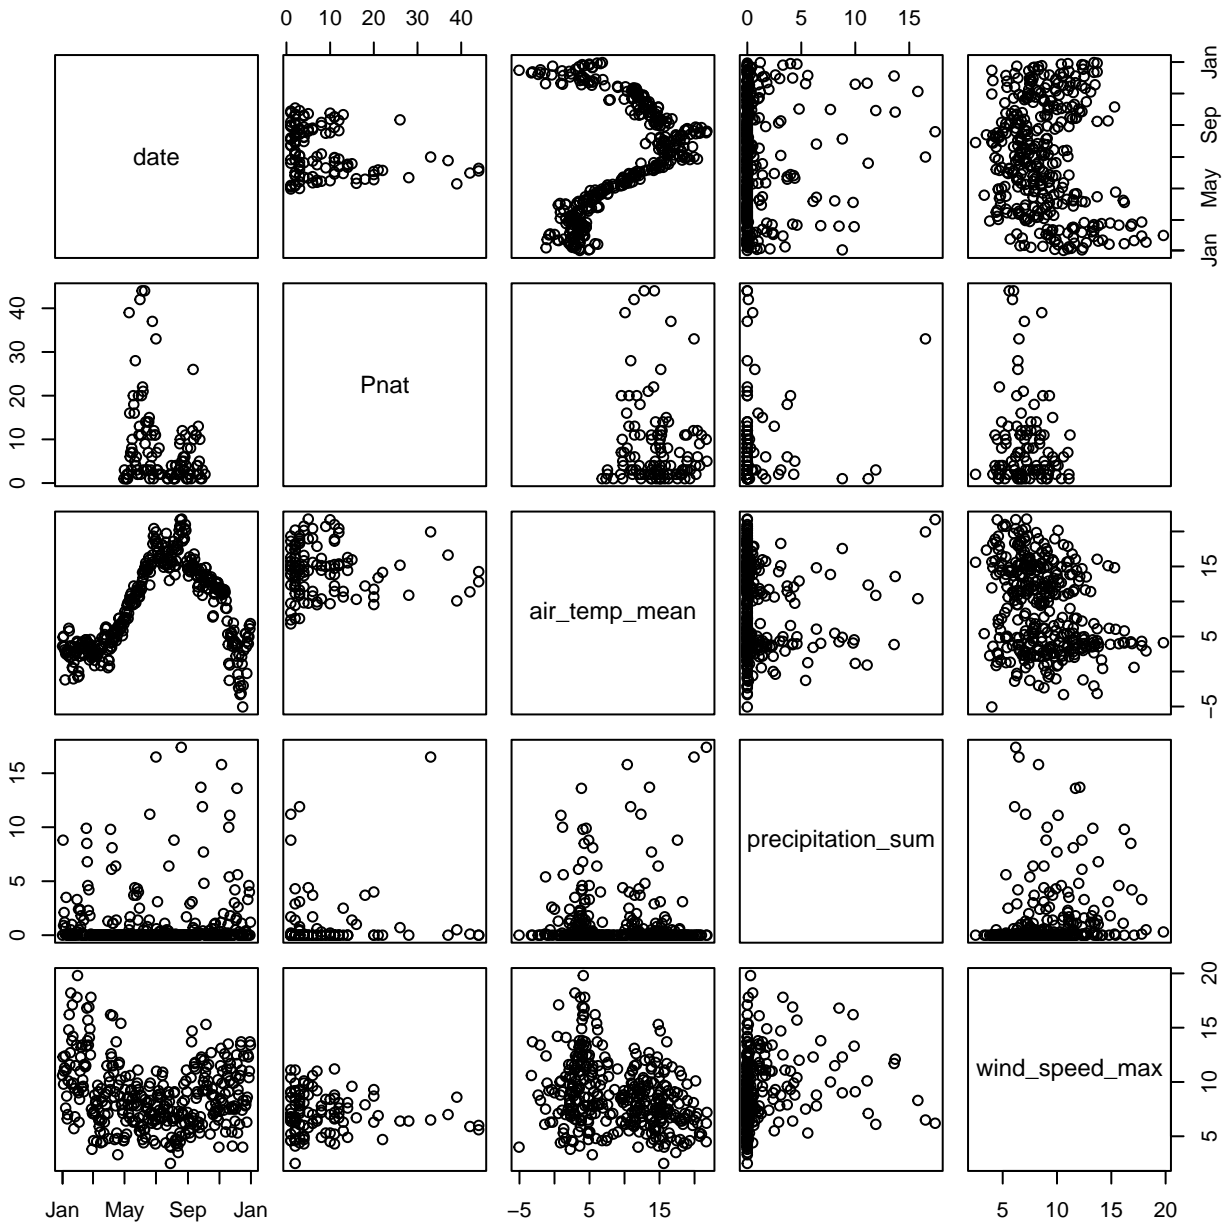 0 10 20 30 40 0 5 10 15
date
Jan May Sep Jan
0 10 20 30 40
Pnat
air_temp_mean
−5 5 15
0 5 10 15
precipitation_sum
wind_speed_max
5 10 15 20
Jan May Sep Jan −5 5 15 5 10 15 20